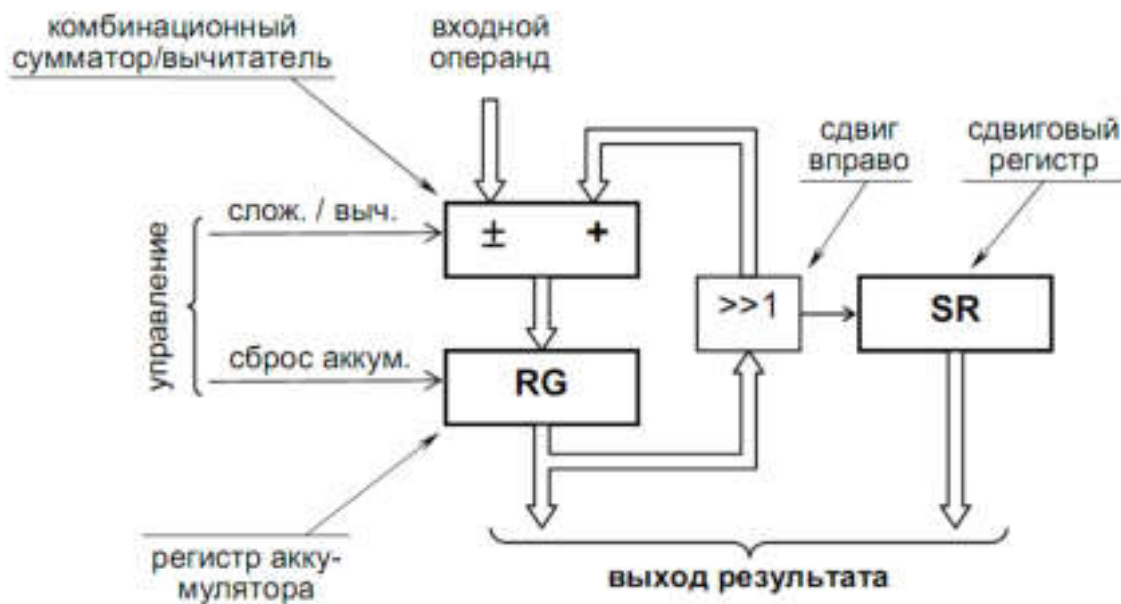 комбинационный
сумматор/вычитатель
входной
операнд
сдвиг
вправо
сдвиговый
регистр
управление
слож. / выч.
± +
>>1
SR
сброс аккум.
RG
регистр акку-
мулятора
выход результата